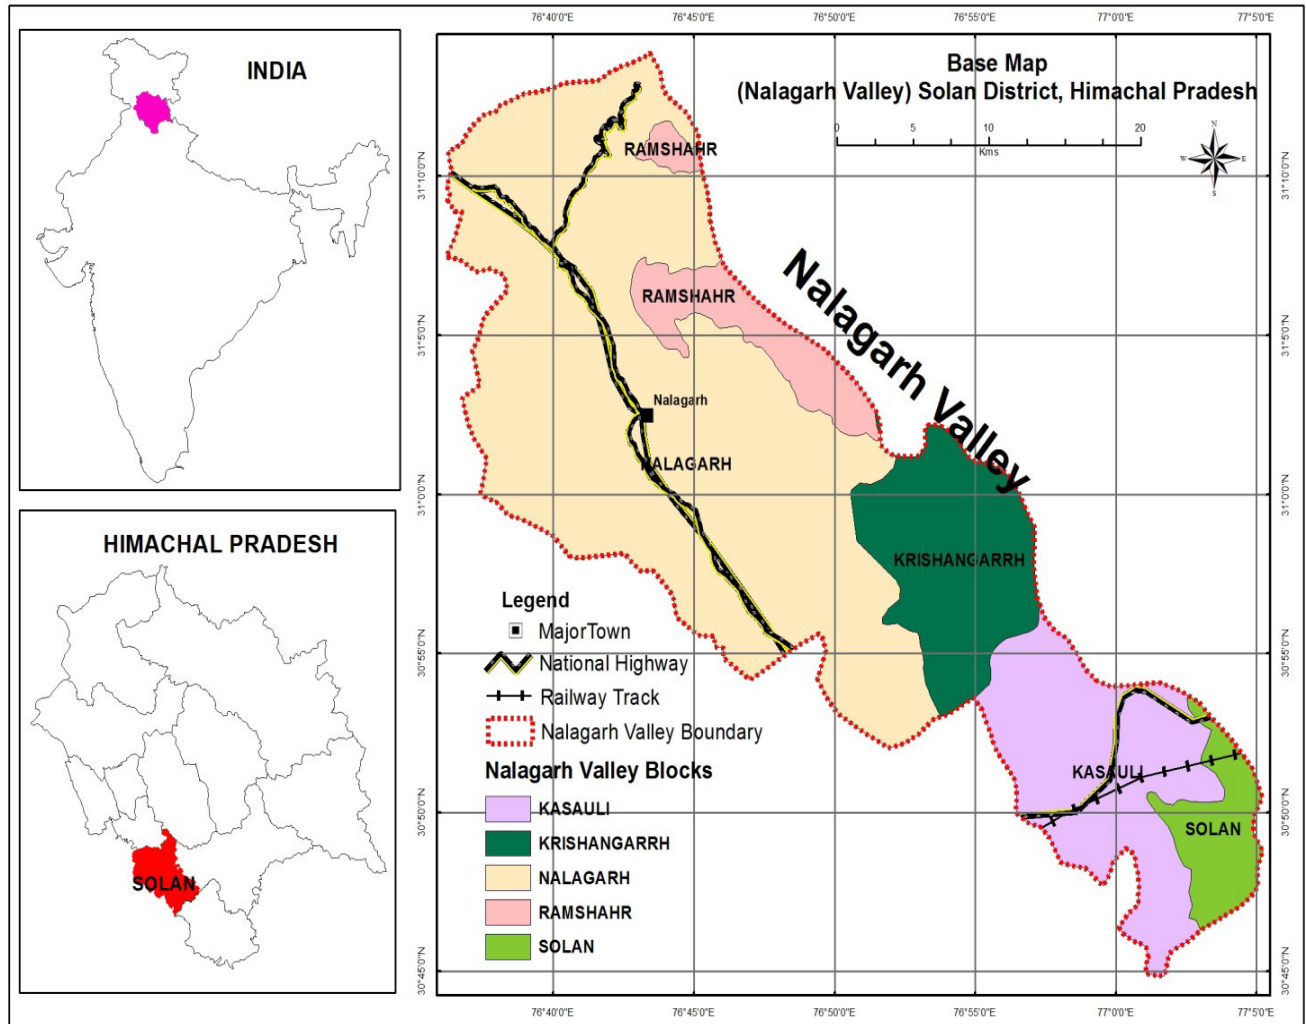 INDIA
HIMACHAL PRADESH
SOLAN
76°40'0"E
76°45'0"E
76°50'0"E
76°55'0"E
77°0'0"E
77°5'0"E
Base Map
(Nalagarh Valley) Solan District, Himachal Pradesh
0 5 10 20
Kms
N
W E
S
31°10'0"N
31°10'0"N
RAMSHAHR
Nalagarh Valley
RAMSHAHR
31°5'0"N
31°5'0"N
Nalagarh
NALAGARH
31°0'0"N
31°0'0"N
KRISHANGARRH
30°55'0"N
30°55'0"N
KASAULI
30°50'0"N
30°50'0"N
SOLAN
30°45'0"N
30°45'0"N
Legend
MajorTown
National Highway
Railway Track
Nalagarh Valley Boundary
Nalagarh Valley Blocks
KASAULI
KRISHANGARRH
NALAGARH
RAMSHAHR
SOLAN
76°40'0"E
76°45'0"E
76°50'0"E
76°55'0"E
77°0'0"E
77°5'0"E